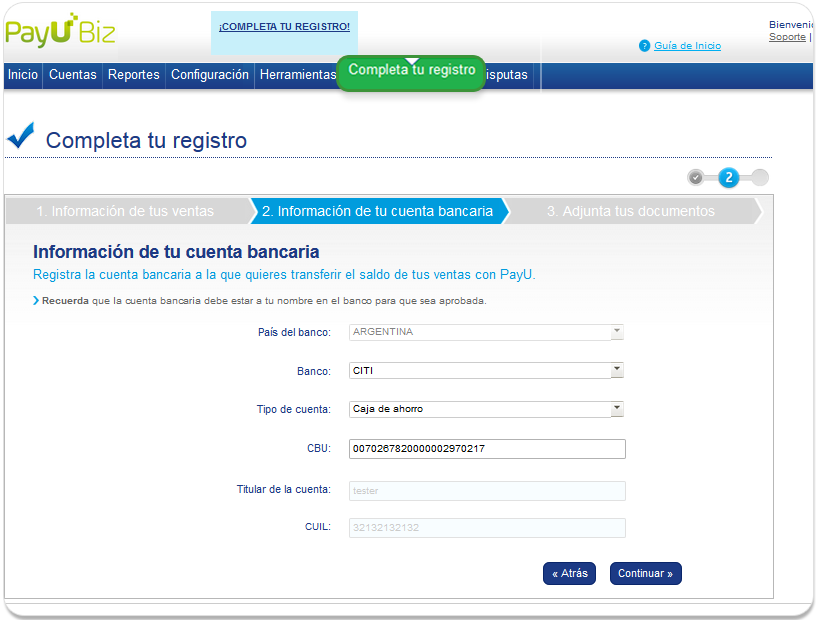 PayU Biz
¡COMPLETA TU REGISTRO!
Bienveni
? Guía de Inicio
Soporte |
Inicio Cuentas Reportes Configuración Herramientas Completa tu registro isputas
Completa tu registro
2
1. Información de tus ventas 2. Información de tu cuenta bancaria 3. Adjunta tus documentos
Información de tu cuenta bancaria
Registra la cuenta bancaria a la que quieres transferir el saldo de tus ventas con PayU.
Recuerda que la cuenta bancaria debe estar a tu nombre en el banco para que sea aprobada.
País del banco: ARGENTINA
Banco: CITI
Tipo de cuenta: Caja de ahorro
CBU: 0070267820000002970217
Titular de la cuenta: tester
CUIL: 32132132132
« Atrás Continuar »